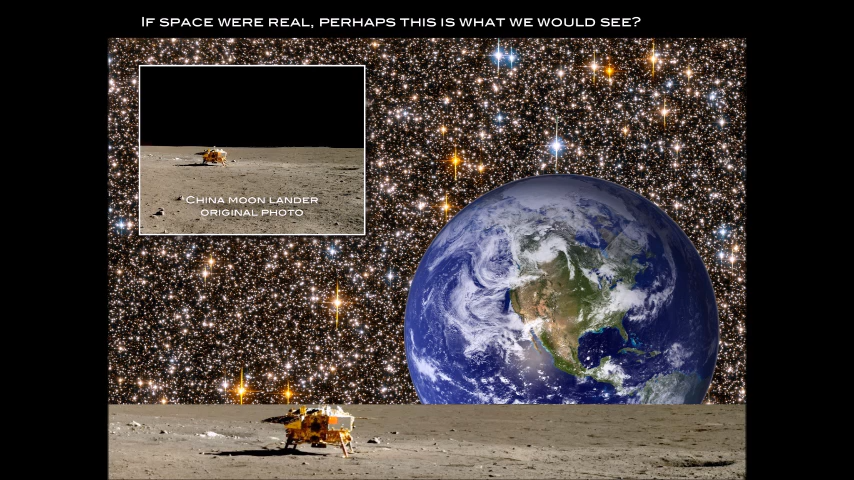 If space were real, perhaps this is what we would see?
*China moon lander
original photo